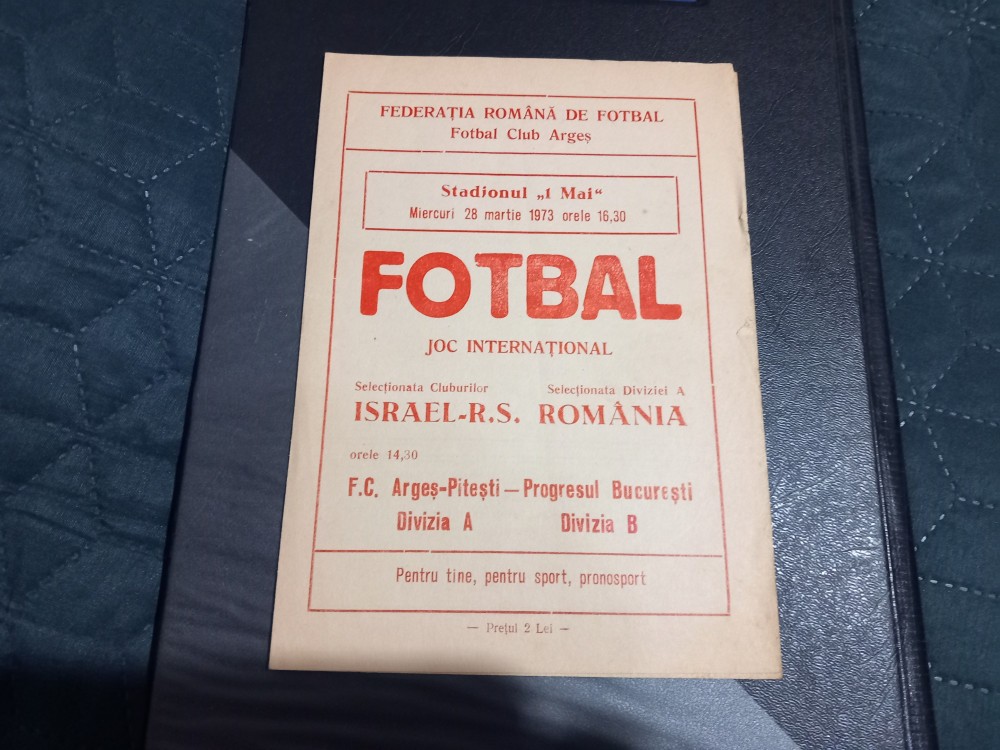 FEDERAȚIA ROMÂNĂ DE FOTBAL
Fotbal Club Argeș
Stadionul „1 Mai“
Miercuri 28 martie 1973 orele 16,30
FOTBAL
JOC INTERNAȚIONAL
Selecționata Cluburilor Selecționata Diviziei A
ISRAEL-R.S. ROMÂNIA
orele 14,30
F.C. Argeș-Pitești — Progresul București
Divizia A Divizia B
Pentru tine, pentru sport, pronosport
— Prețul 2 Lei —